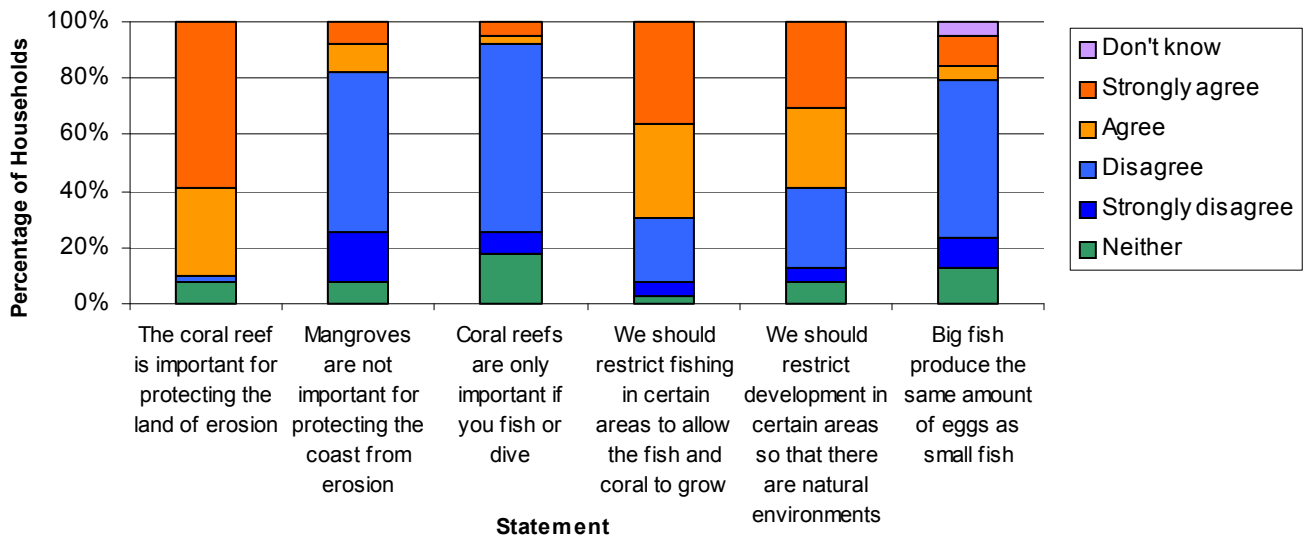 Percentage of Households
100%
80%
60%
40%
20%
0%
The coral reef
is important for
protecting the
land of erosion
Mangroves
are not
important for
protecting the
coast from
erosion
Coral reefs
are only
important if
you fish or
dive
We should
restrict fishing
in certain
areas to allow
the fish and
coral to grow
We should
restrict
development in
certain areas
so that there
are natural
environments
Big fish
produce the
same amount
of eggs as
small fish
Statement
Don't know
Strongly agree
Agree
Disagree
Strongly disagree
Neither